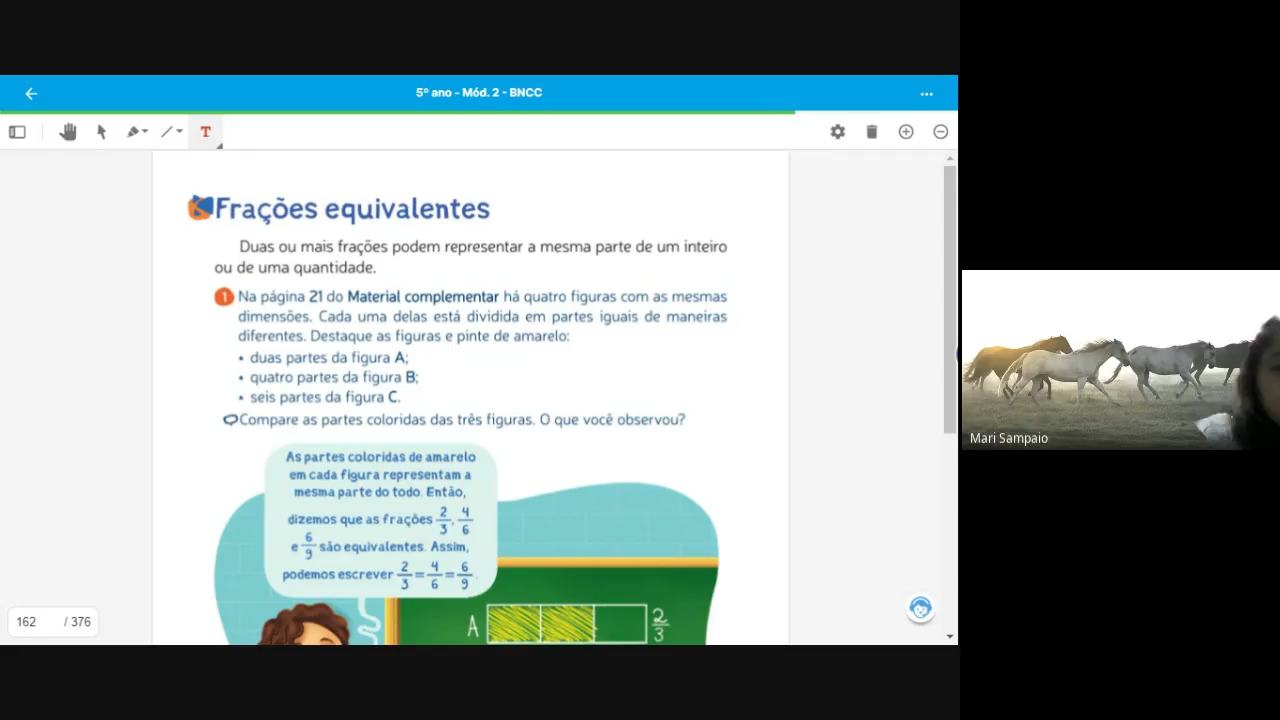 5º ano - Mód. 2 - BNCC
T
Frações equivalentes
Duas ou mais frações podem representar a mesma parte de um inteiro
ou de uma quantidade.
1 Na página 21 do Material complementar há quatro figuras com as mesmas
dimensões. Cada uma delas está dividida em partes iguais de maneiras
diferentes. Destaque as figuras e pinte de amarelo:
• duas partes da figura A;
• quatro partes da figura B;
• seis partes da figura C.
Compare as partes coloridas das três figuras. O que você observou?
As partes coloridas de amarelo
em cada figura representam a
mesma parte do todo. Então,
dizemos que as frações 2/3, 4/6
e 6/9 são equivalentes. Assim,
podemos escrever 2/3 = 4/6 = 6/9.
A 2/3
162 / 376
Mari Sampaio